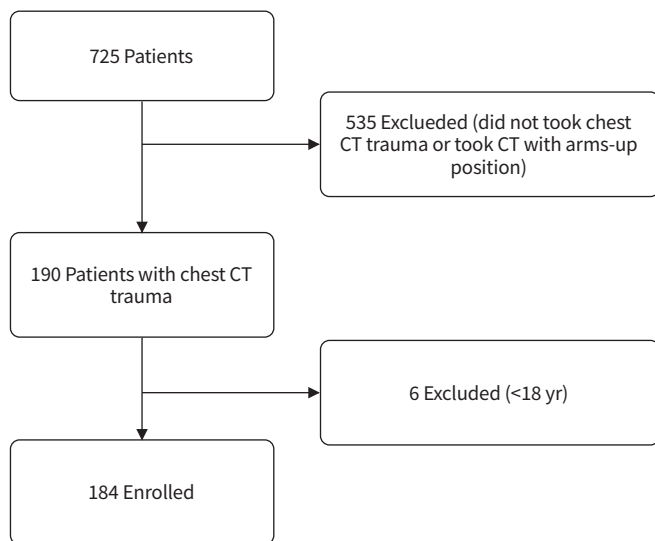 725 Patients
535 Exclueded (did not took chest
CT trauma or took CT with arms-up
position)
190 Patients with chest CT
trauma
6 Excluded (<18 yr)
184 Enrolled